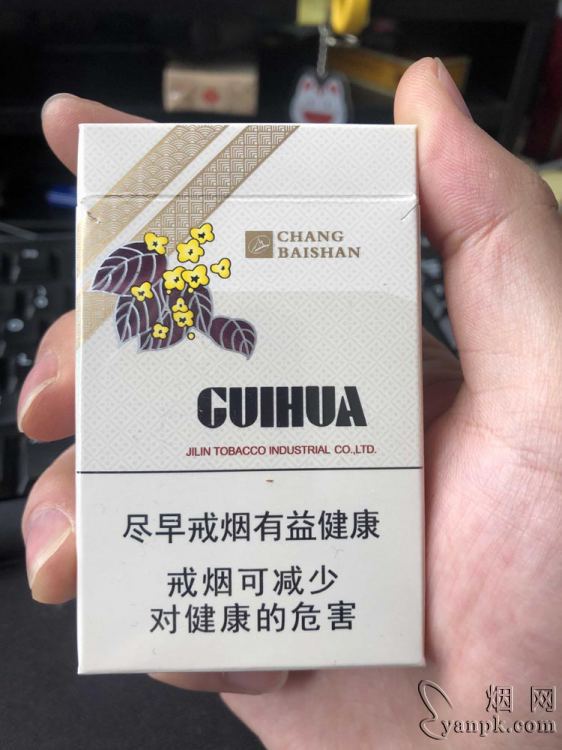 CHANG
BAISHAN
GUIHUA
JILIN TOBACCO INDUSTRIAL CO.,LTD.
尽早戒烟有益健康
戒烟可减少
对健康的危害
烟网
yanpk.com